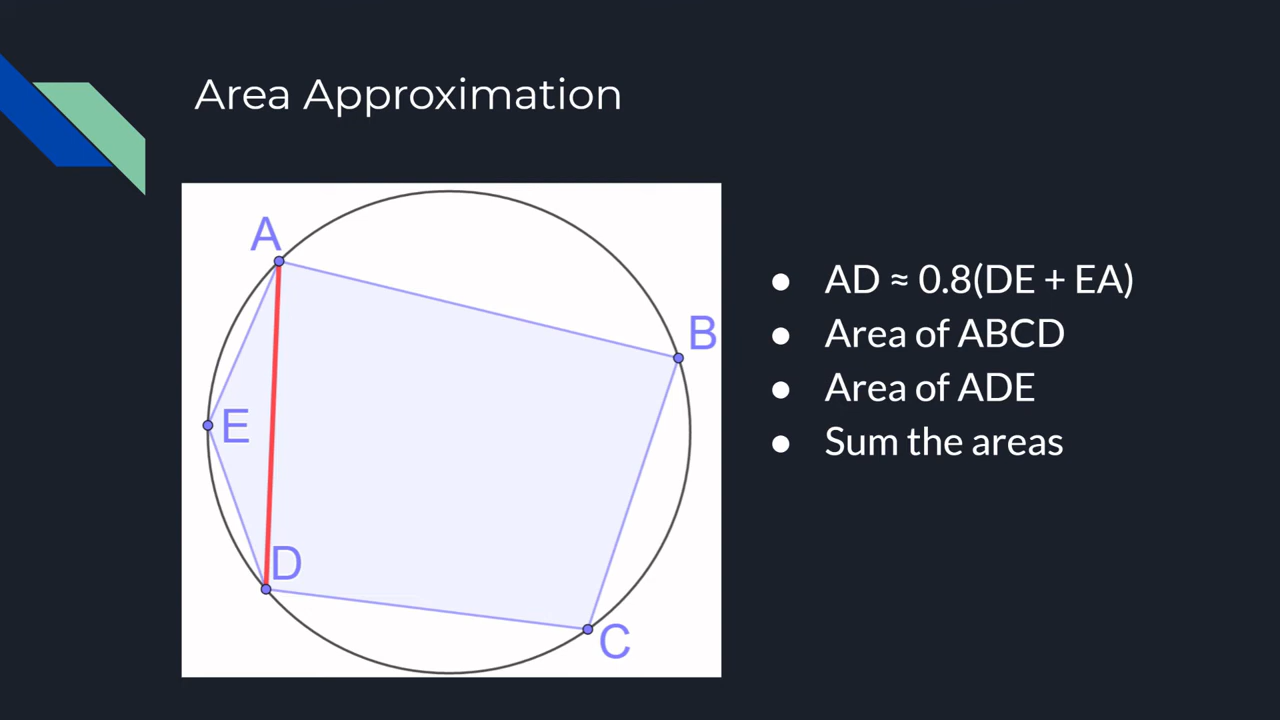 Area Approximation
A
B
E
D
C
● AD ≈ 0.8(DE + EA)
● Area of ABCD
● Area of ADE
● Sum the areas